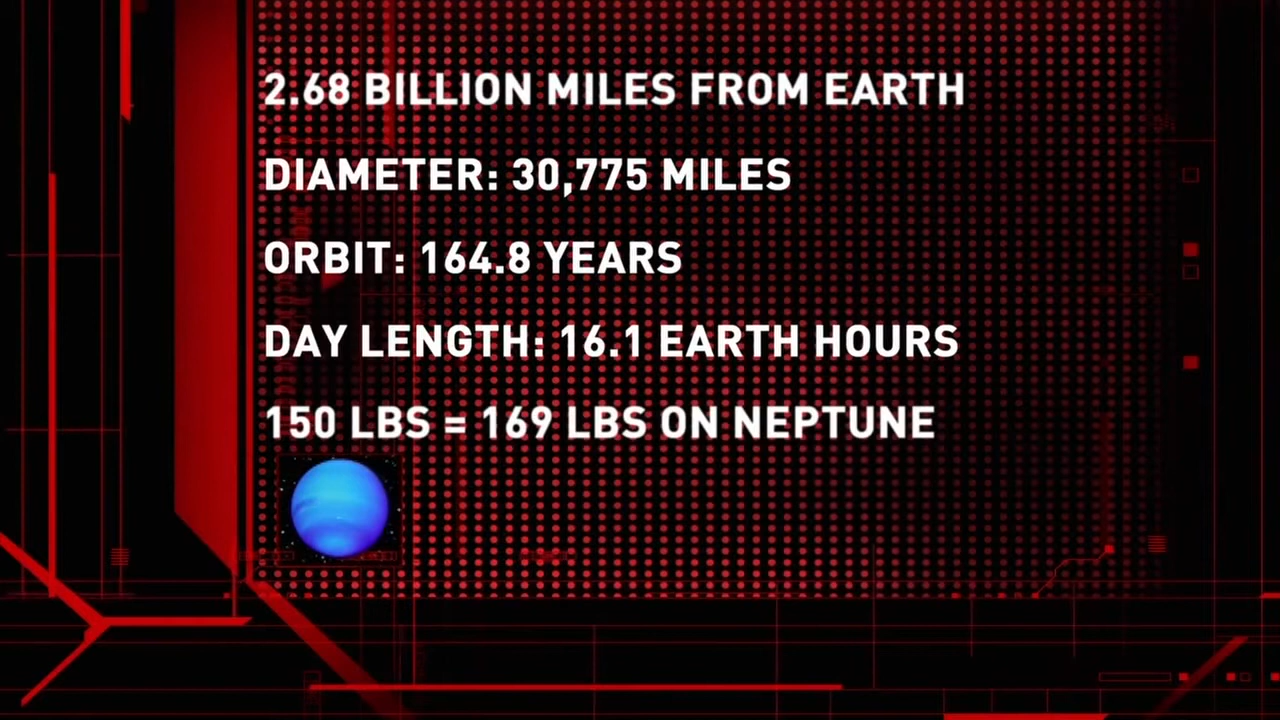 2.68 BILLION MILES FROM EARTH
DIAMETER: 30,775 MILES
ORBIT: 164.8 YEARS
DAY LENGTH: 16.1 EARTH HOURS
150 LBS = 169 LBS ON NEPTUNE